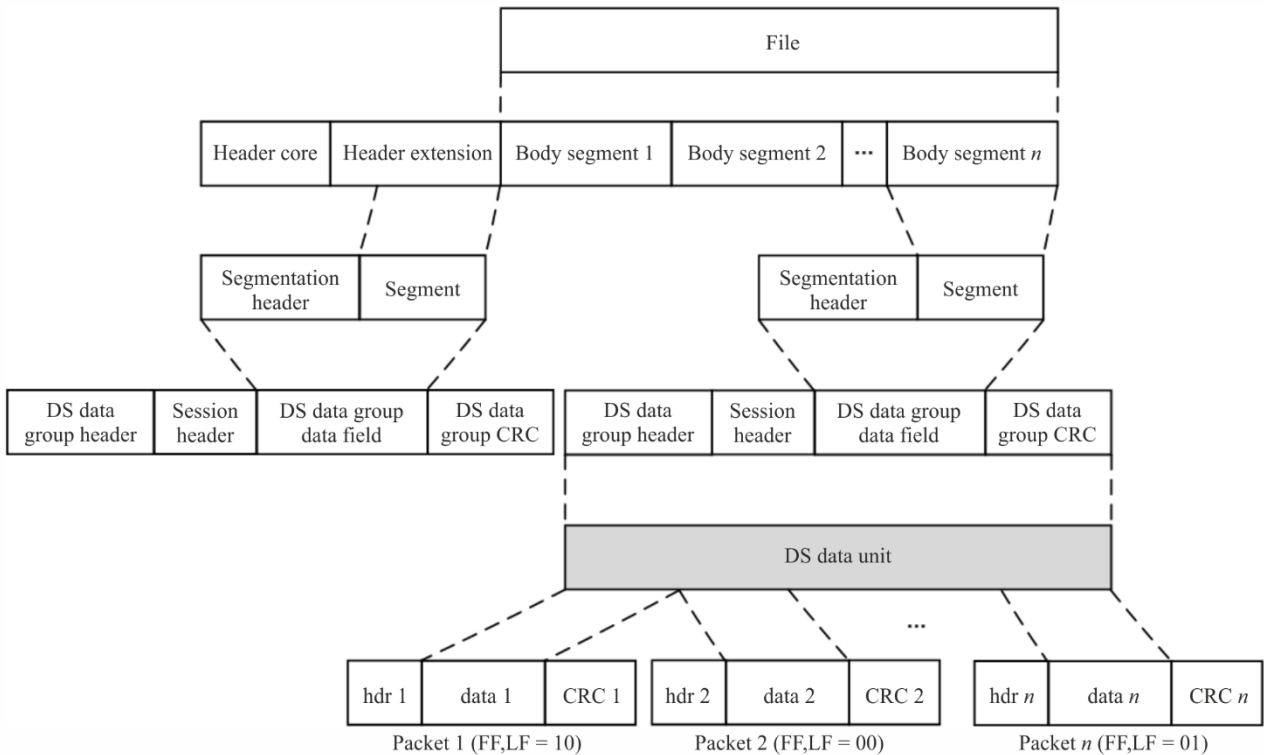 File
Header core
Header extension
Body segment 1
Body segment 2
...
Body segment n
Segmentation
header
Segment
Segmentation
header
Segment
DS data
group header
Session
header
DS data group
data field
DS data
group CRC
DS data
group header
Session
header
DS data group
data field
DS data
group CRC
DS data unit
...
hdr 1
data 1
CRC 1
hdr 2
data 2
CRC 2
hdr n
data n
CRC n
Packet 1 (FF,LF = 10)
Packet 2 (FF,LF = 00)
Packet n (FF,LF = 01)